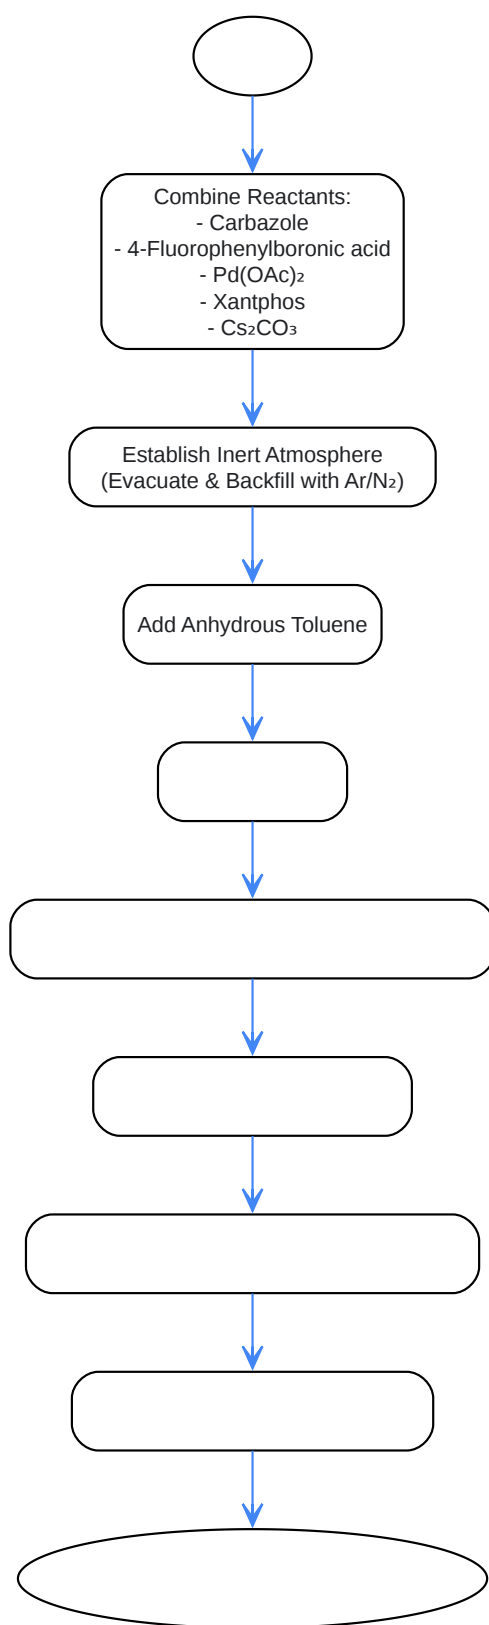 Combine Reactants:
- Carbazole
- 4-Fluorophenylboronic acid
- Pd(OAc)₂
- Xantphos
- Cs₂CO₃
Establish Inert Atmosphere
(Evacuate & Backfill with Ar/N₂)
Add Anhydrous Toluene